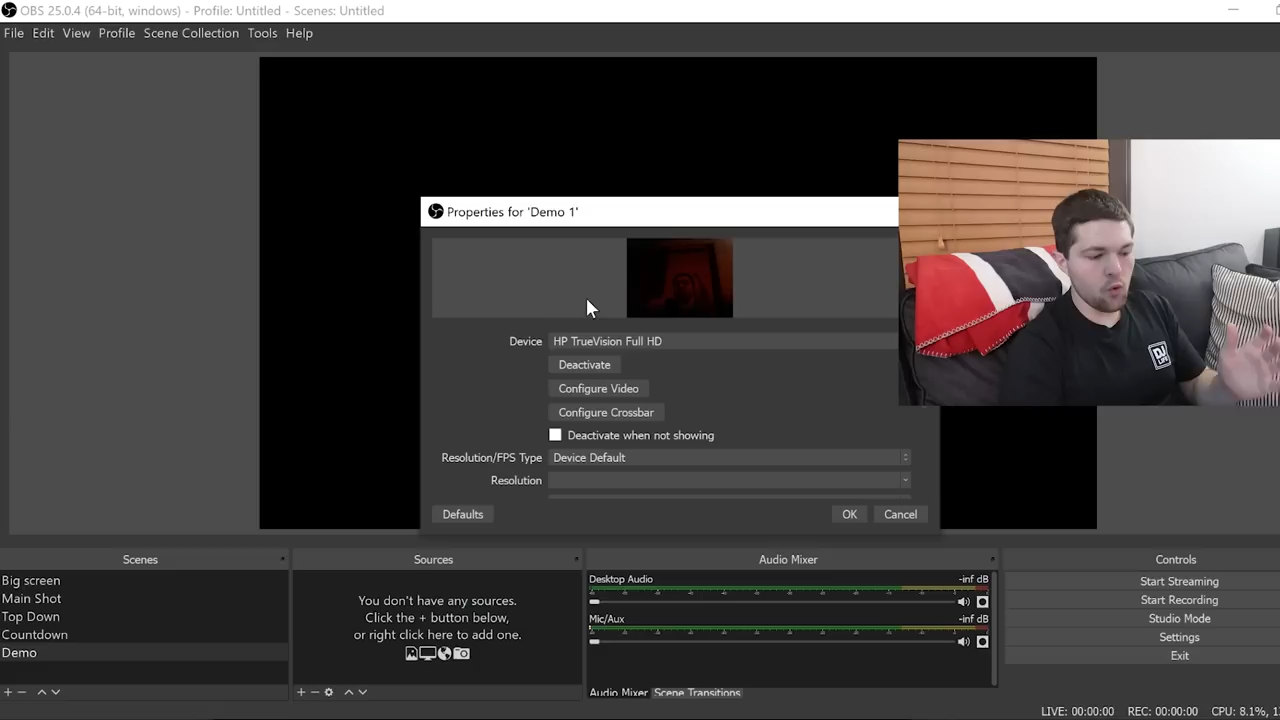 OBS 25.0.4 (64-bit, windows) - Profile: Untitled - Scenes: Untitled
File Edit View Profile Scene Collection Tools Help
Properties for 'Demo 1'
Device HP TrueVision Full HD
Deactivate
Configure Video
Configure Crossbar
Deactivate when not showing
Resolution/FPS Type Device Default
Resolution
Defaults OK Cancel
DJ LIFE
Scenes
Big screen
Main Shot
Top Down
Countdown
Demo
Sources
You don't have any sources.
Click the + button below,
or right click here to add one.
Audio Mixer
Desktop Audio -inf dB
Mic/Aux -inf dB
Audio Mixer Scene Transitions
Controls
Start Streaming
Start Recording
Studio Mode
Settings
Exit
LIVE: 00:00:00 REC: 00:00:00 CPU: 8.1%,